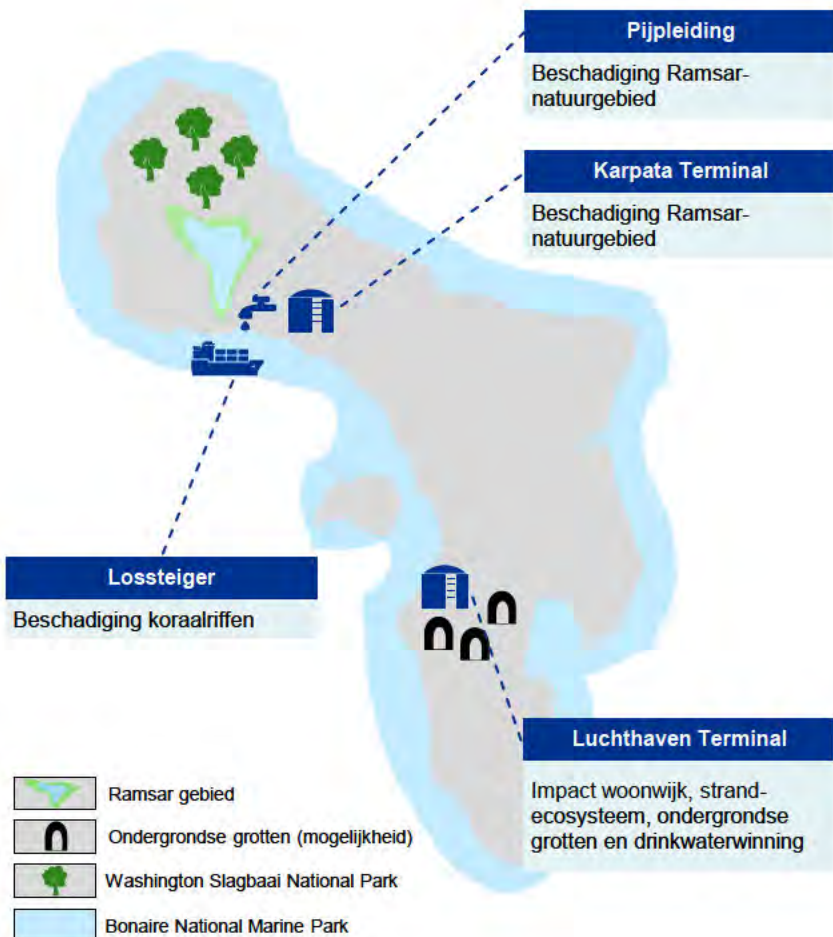 Pijpleiding
Beschadiging Ramsar-
natuurgebied
Karpata Terminal
Beschadiging Ramsar-
natuurgebied
Lossteiger
Beschadiging koraalriffen
Luchthaven Terminal
Impact woonwijk, strand-
ecosysteem, ondergrondse
grotten en drinkwaterwinning
Ramsar gebied
Ondergrondse grotten (mogelijkheid)
Washington Slagbaai National Park
Bonaire National Marine Park